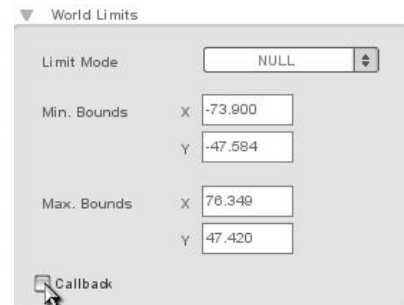 World Limits
Limit Mode NULL
Min. Bounds X -73.900
Y -47.584
Max. Bounds X 76.349
Y 47.420
Callback